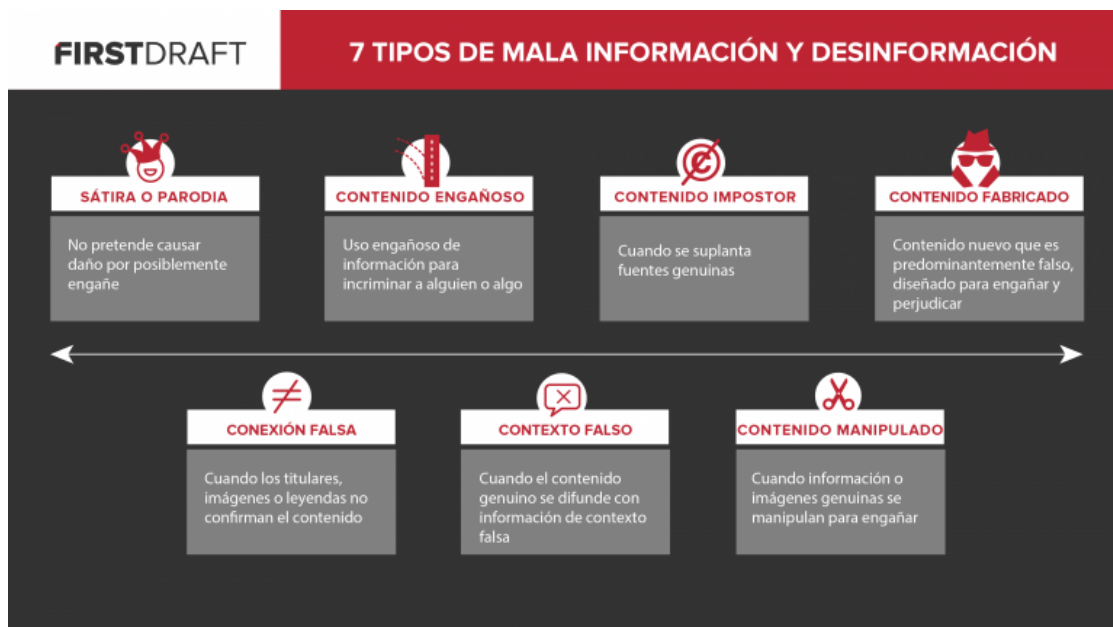 FIRSTDRAFT
7 TIPOS DE MALA INFORMACIÓN Y DESINFORMACIÓN
SÁTIRA O PARODIA
No pretende causar
daño por posiblemente
engañe
CONTENIDO ENGAÑOSO
Uso engañoso de
información para
incriminar a alguien o algo
CONTENIDO IMPOSTOR
Cuando se suplanta
fuentes genuinas
CONTENIDO FABRICADO
Contenido nuevo que es
predominantemente falso,
diseñado para engañar y
perjudicar
CONEXIÓN FALSA
Cuando los titulares,
imágenes o leyendas no
confirman el contenido
CONTEXTO FALSO
Cuando el contenido
genuino se difunde con
información de contexto
falsa
CONTENIDO MANIPULADO
Cuando información o
imágenes genuinas se
manipulan para engañar